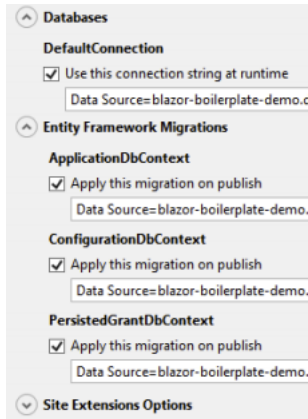 Databases
DefaultConnection
Use this connection string at runtime
Data Source=blazor-boilerplate-demo.
Entity Framework Migrations
ApplicationDbContext
Apply this migration on publish
Data Source=blazor-boilerplate-demo.
ConfigurationDbContext
Apply this migration on publish
Data Source=blazor-boilerplate-demo.
PersistedGrantDbContext
Apply this migration on publish
Data Source=blazor-boilerplate-demo.
Site Extensions Options